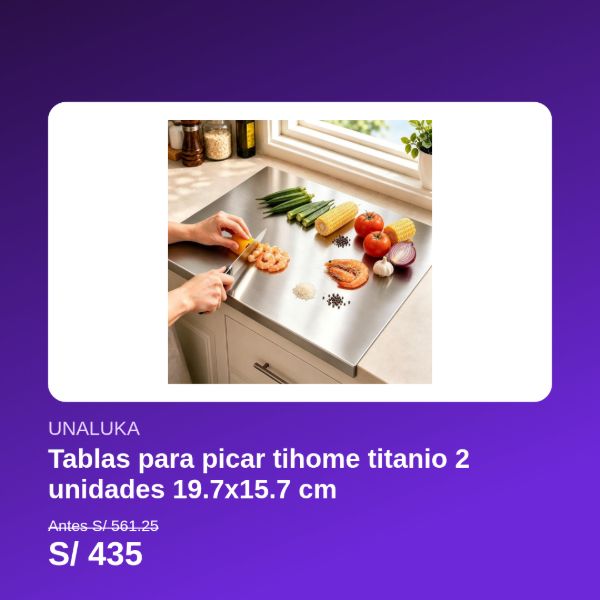 UNALUKA
Tablas para picar tihome titanio 2
unidades 19.7x15.7 cm
Antes S/ 561.25
S/ 435